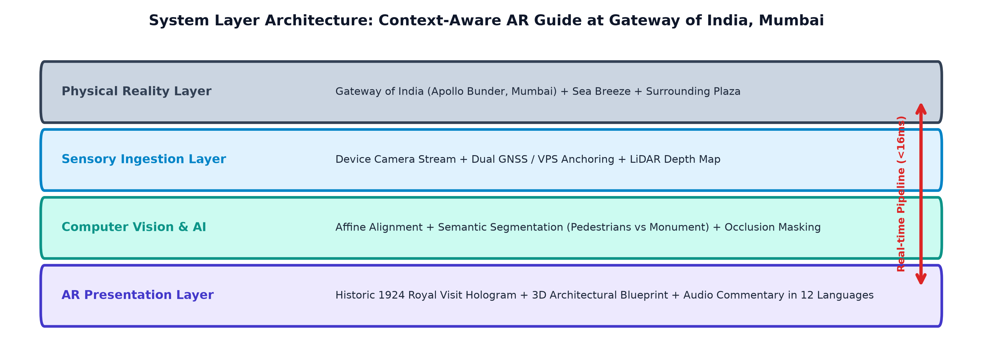 System Layer Architecture: Context-Aware AR Guide at Gateway of India, Mumbai
Physical Reality Layer
Gateway of India (Apollo Bunder, Mumbai) + Sea Breeze + Surrounding Plaza
Sensory Ingestion Layer
Device Camera Stream + Dual GNSS / VPS Anchoring + LiDAR Depth Map
Computer Vision & AI
Affine Alignment + Semantic Segmentation (Pedestrians vs Monument) + Occlusion Masking
AR Presentation Layer
Historic 1924 Royal Visit Hologram + 3D Architectural Blueprint + Audio Commentary in 12 Languages
Real-time Pipeline (<16ms)